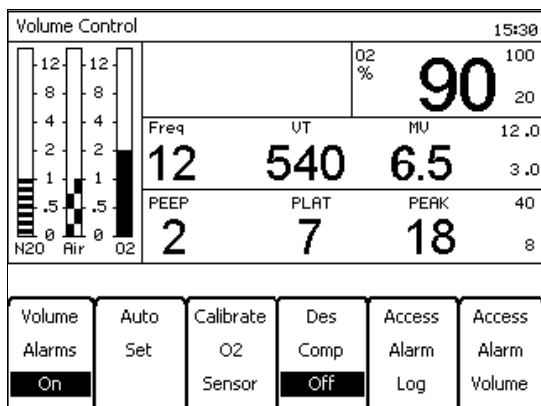 Volume Control 15:30
12 12
8 8
4 4
2 2
1 1
.5 .5
0 0
N2O Air O2
O2 % 90 100
20
Freq VT MV 12.0
12 540 6.5 3.0
PEEP PLAT PEAK 40
2 7 18 8
Volume Alarms On
Auto Set
Calibrate O2 Sensor
Des Comp Off
Access Alarm Log
Access Alarm Volume